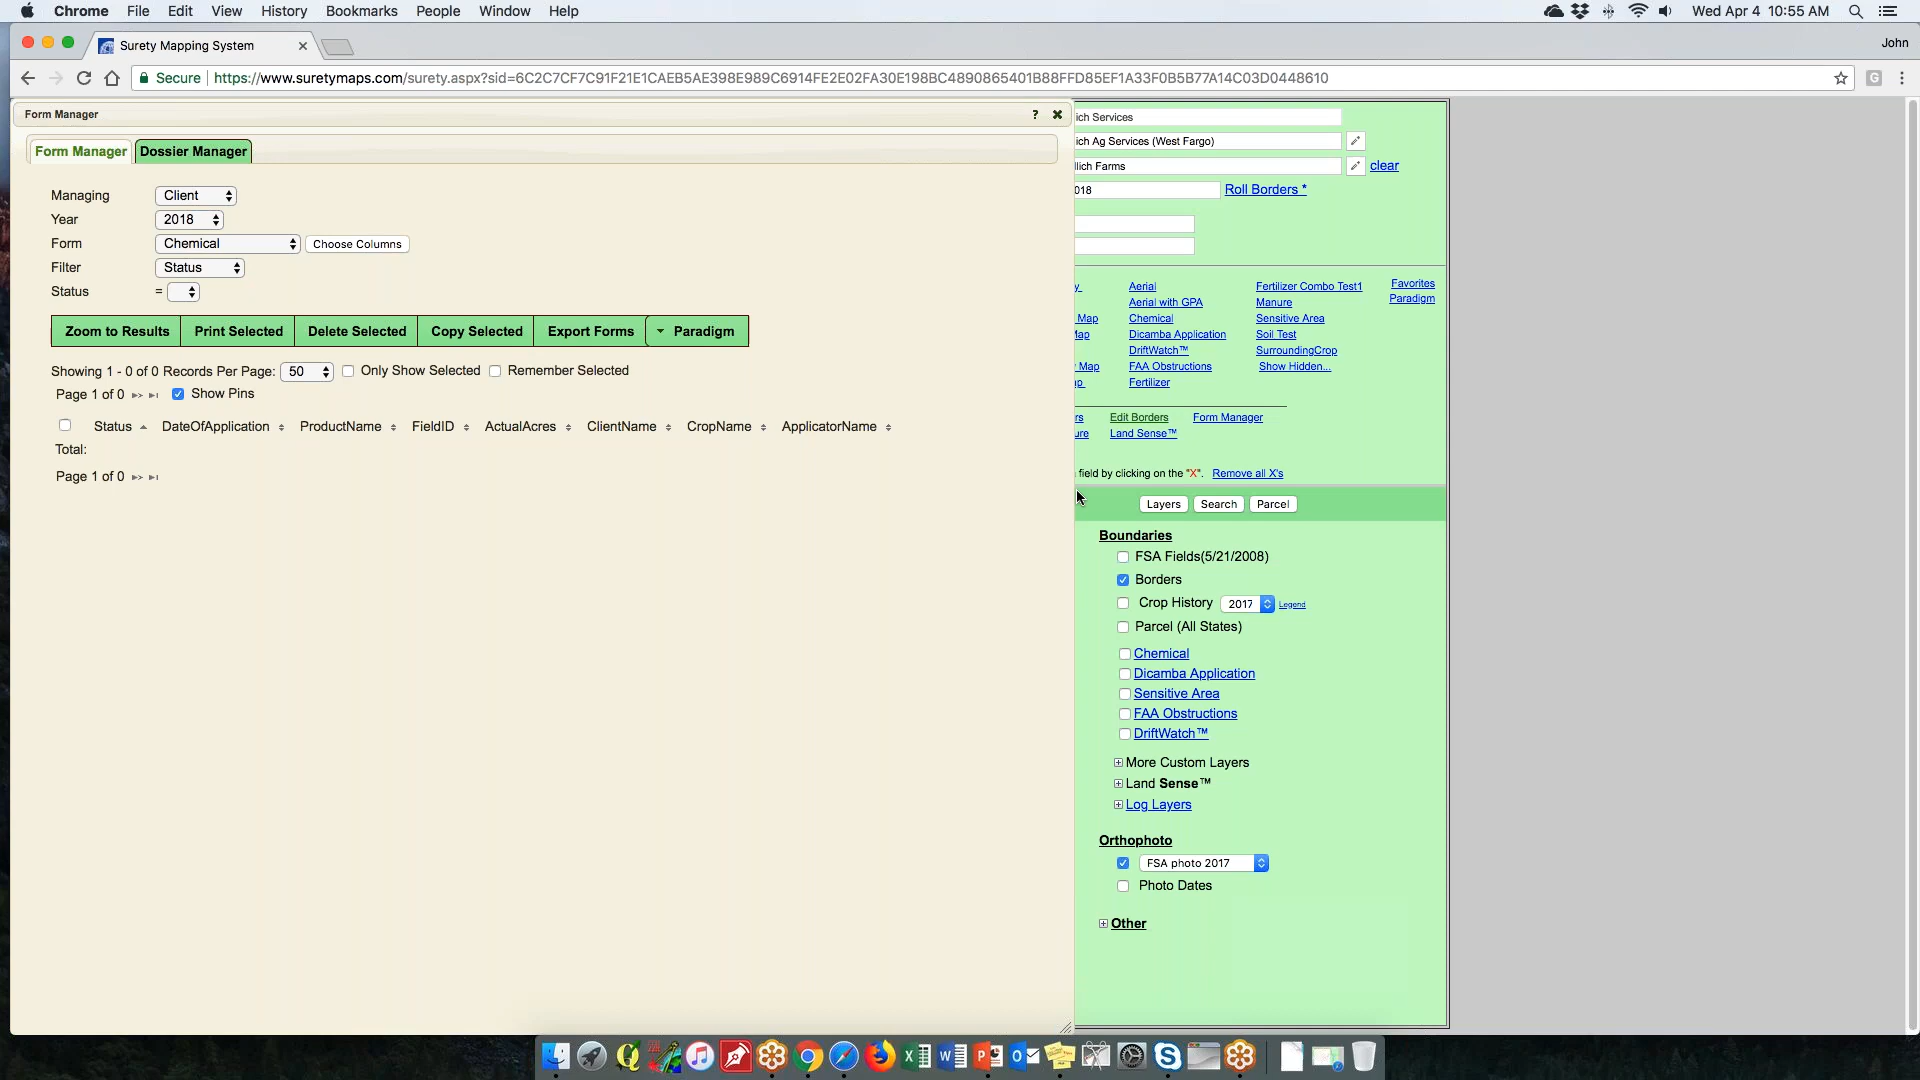 Chrome File Edit View History Bookmarks People Window Help Wed Apr 4 10:55 AM
Surety Mapping System John
Secure https://www.suretymaps.com/surety.aspx?sid=6C2C7CF7C91F21E1CAEB5AE398E989C6914FE2E02FA30E198BC4890865401B88FFD85EF1A33F0B5B77A14C03D0448610
Form Manager ?
Form Manager Dossier Manager
Managing Client
Year 2018
Form Chemical Choose Columns
Filter Status
Status =
Zoom to Results Print Selected Delete Selected Copy Selected Export Forms Paradigm
Showing 1 - 0 of 0 Records Per Page: 50 Only Show Selected Remember Selected
Page 1 of 0 Show Pins
Status DateOfApplication ProductName FieldID ActualAcres ClientName CropName ApplicatorName
Total:
Page 1 of 0
ich Services
ich Ag Services (West Fargo)
llich Farms clear
018 Roll Borders *
y Aerial Fertilizer Combo Test1 Favorites
Aerial with GPA Manure Paradigm
Map Chemical Sensitive Area
Map Dicamba Application Soil Test
DriftWatch™ SurroundingCrop
Map FAA Obstructions Show Hidden...
p Fertilizer
rs Edit Borders Form Manager
ure Land Sense™
field by clicking on the "X". Remove all X's
Layers Search Parcel
Boundaries
FSA Fields(5/21/2008)
Borders
Crop History 2017 Legend
Parcel (All States)
Chemical
Dicamba Application
Sensitive Area
FAA Obstructions
DriftWatch™
More Custom Layers
Land Sense™
Log Layers
Orthophoto
FSA photo 2017
Photo Dates
Other